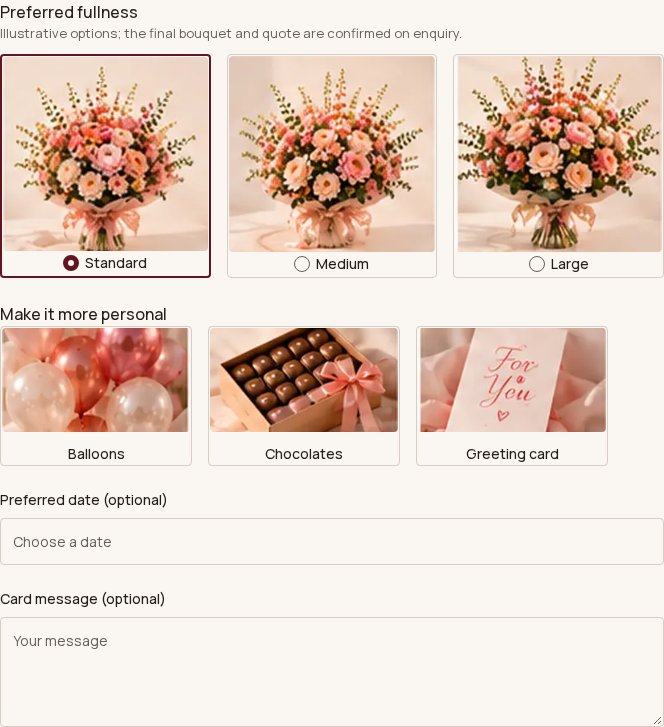 Preferred fullness
Illustrative options; the final bouquet and quote are confirmed on enquiry.
Standard
Medium
Large
Make it more personal
For
You
Balloons
Chocolates
Greeting card
Preferred date (optional)
Choose a date
Card message (optional)
Your message